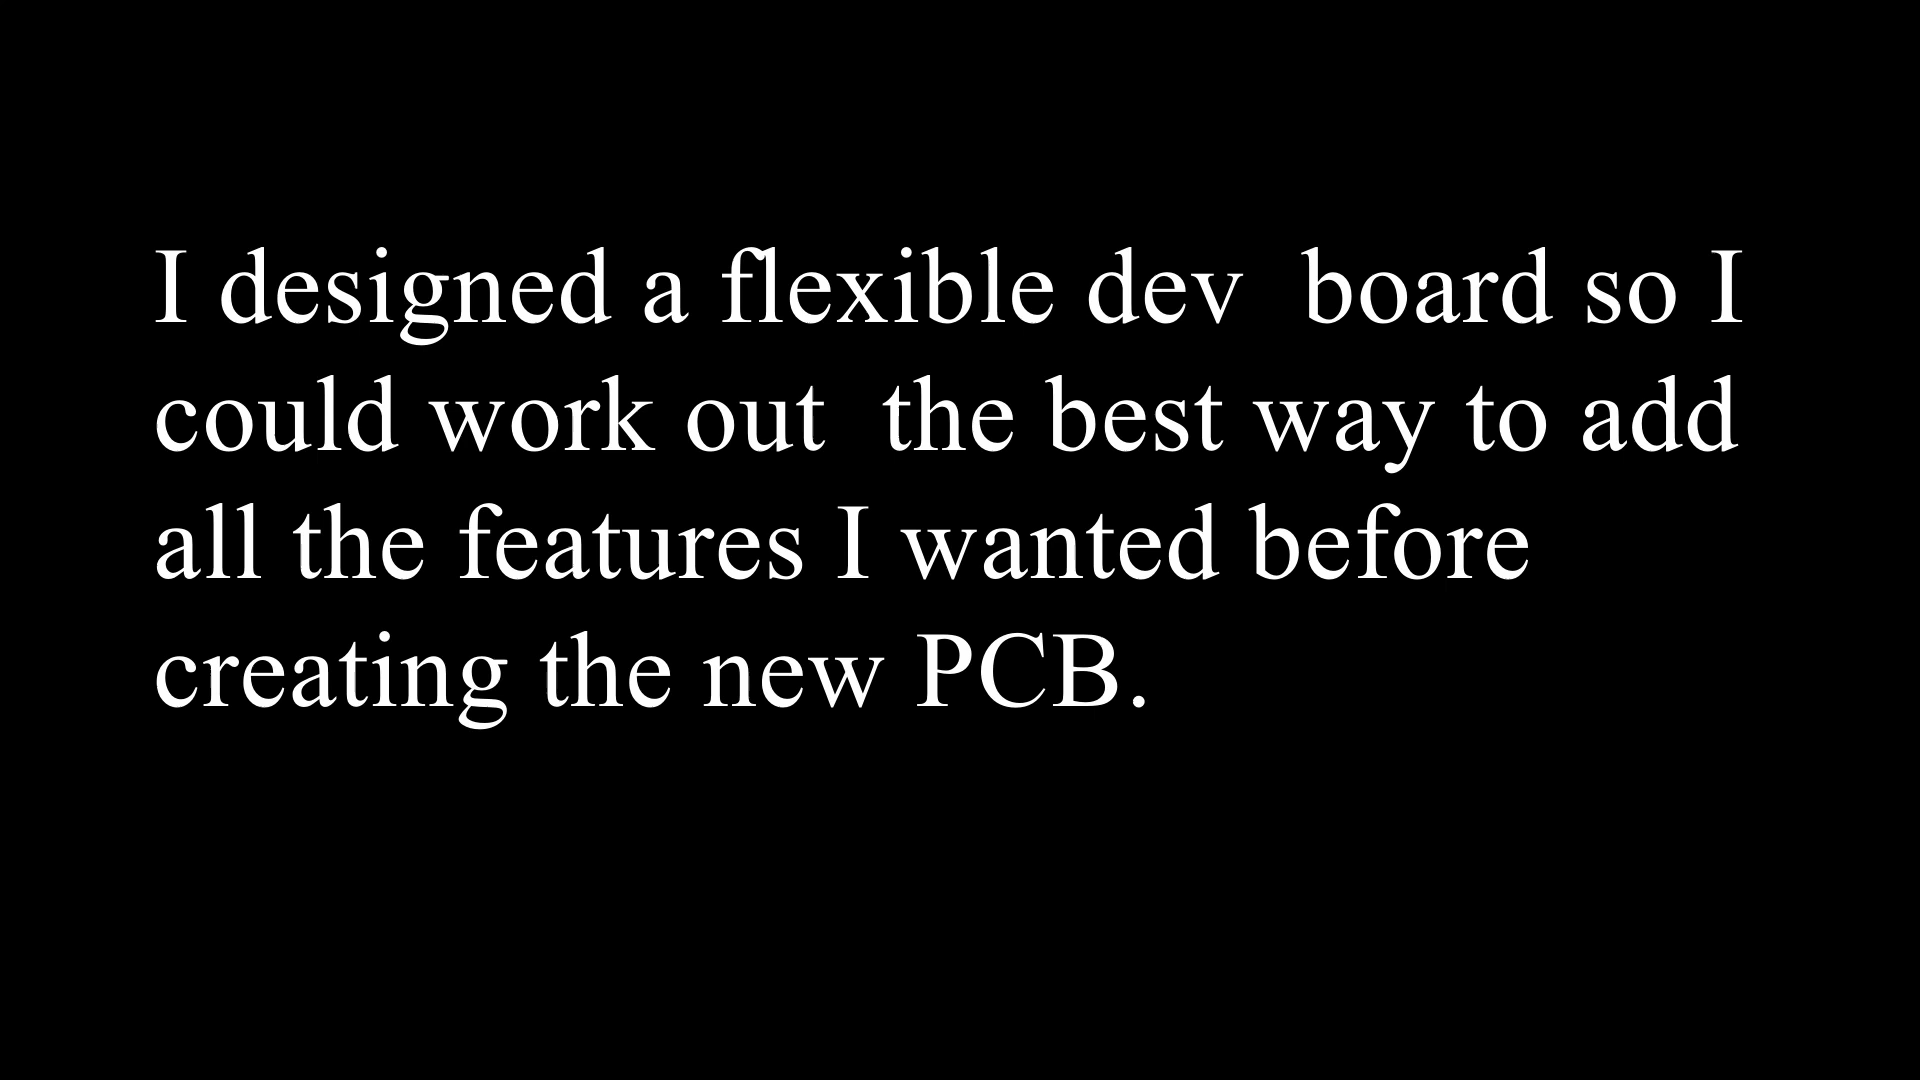 I designed a flexible dev  board so I
could work out  the best way to add
all the features I wanted before
creating the new PCB.